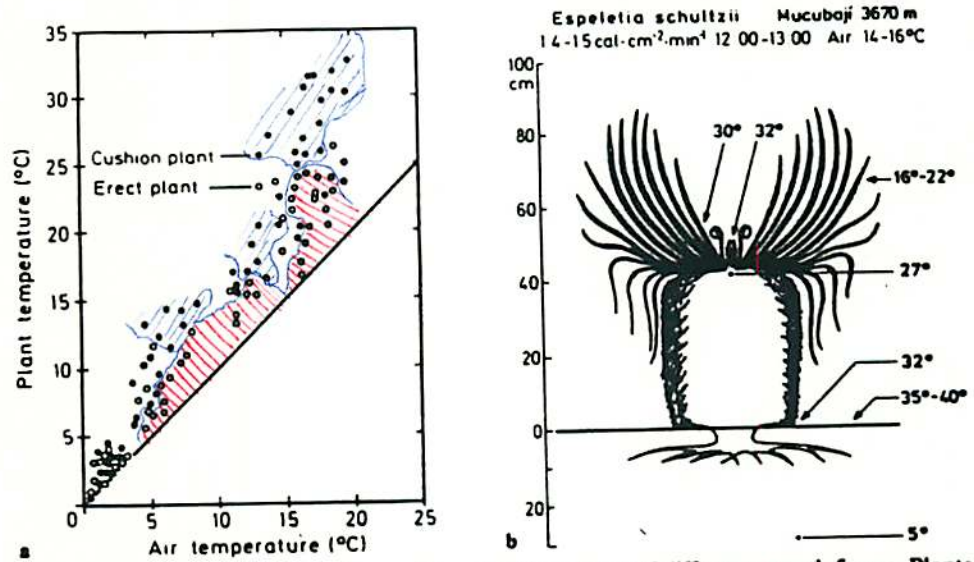 35
30
25
20
15
10
5
Plant temperature (°C)
Cushion plant
Erect plant
0 5 10 15 20 25
Air temperature (°C)
a
Espeletia schultzii Mucubají 3670 m
1 4-1 5 cal·cm⁻²·min⁻¹ 12 00-13 00 Air 14-16°C
100
cm
80
60
40
20
0
20
30° 32°
16°-22°
27°
32°
35°-40°
5°
b